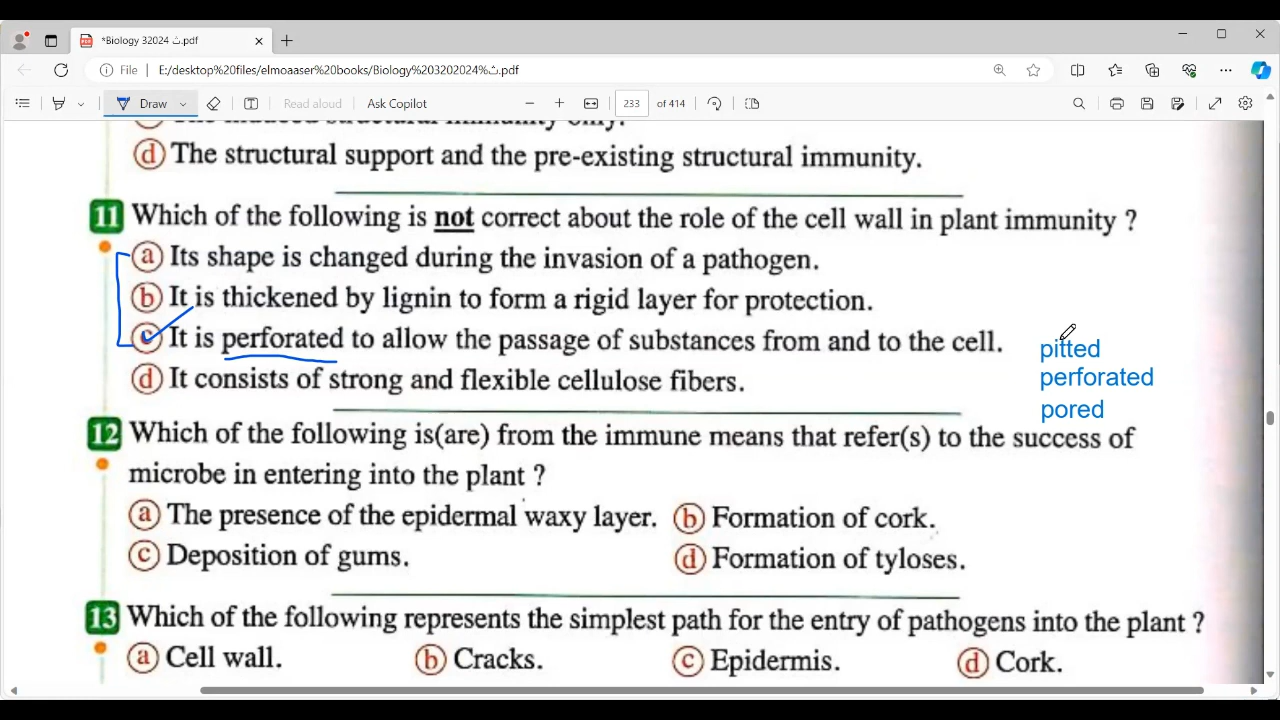 *Biology 32024 ث.pdf
File E:/desktop%20files/elmoaaser%20books/Biology%203202024%ث.pdf
Draw Read aloud Ask Copilot 233 of 414
d The structural support and the pre-existing structural immunity.
11 Which of the following is not correct about the role of the cell wall in plant immunity ?
a Its shape is changed during the invasion of a pathogen.
b It is thickened by lignin to form a rigid layer for protection.
c It is perforated to allow the passage of substances from and to the cell.
d It consists of strong and flexible cellulose fibers.
pitted
perforated
pored
12 Which of the following is(are) from the immune means that refer(s) to the success of
microbe in entering into the plant ?
a The presence of the epidermal waxy layer. b Formation of cork.
c Deposition of gums. d Formation of tyloses.
13 Which of the following represents the simplest path for the entry of pathogens into the plant ?
a Cell wall. b Cracks. c Epidermis. d Cork.